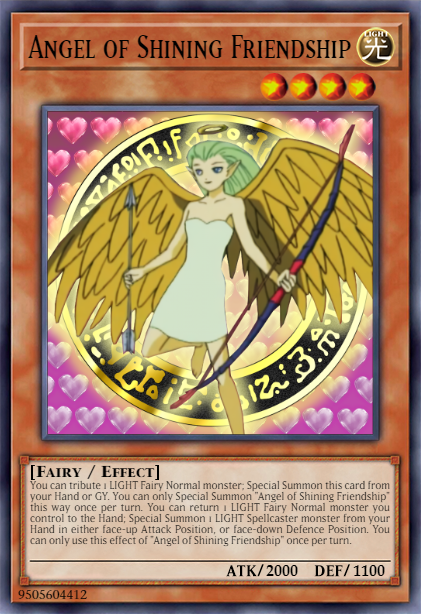 Angel of Shining Friendship
LIGHT
光
[Fairy / Effect]
You can tribute 1 LIGHT Fairy Normal monster; Special Summon this card from
your Hand or GY. You can only Special Summon "Angel of Shining Friendship"
this way once per turn. You can return 1 LIGHT Fairy Normal monster you
control to the Hand; Special Summon 1 LIGHT Spellcaster monster from your
Hand in either face-up Attack Position, or face-down Defence Position. You
can only use this effect of "Angel of Shining Friendship" once per turn.
ATK/2000 DEF/1100
9505604412